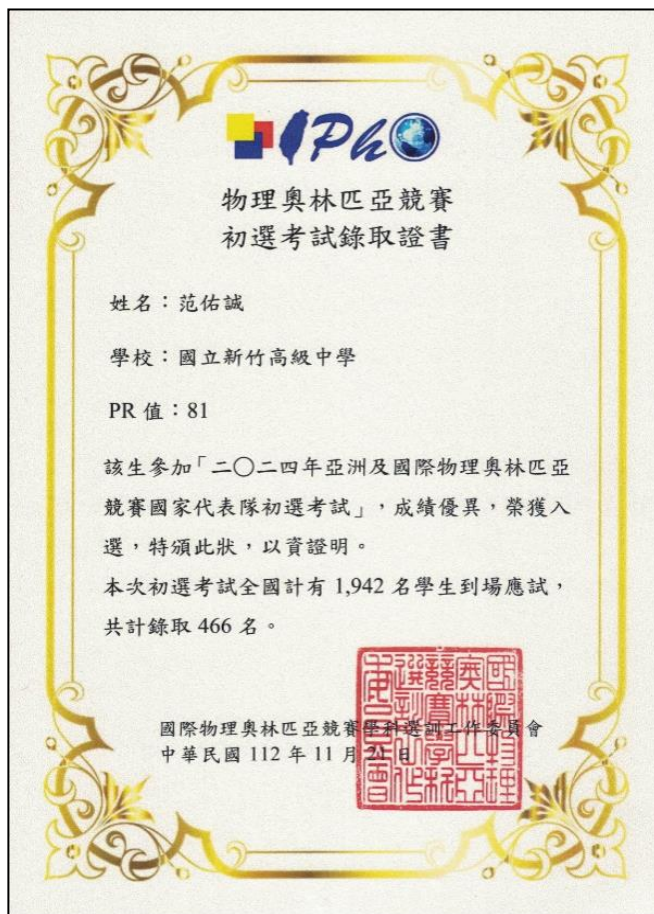 IPhO
物理奧林匹亞競賽
初選考試錄取證書
姓名：范佑誠
學校：國立新竹高級中學
PR 值：81
該生參加「二〇二四年亞洲及國際物理奧林匹亞
競賽國家代表隊初選考試」，成績優異，榮獲入
選，特頒此狀，以資證明。
本次初選考試全國計有 1,942 名學生到場應試，
共計錄取 466 名。
國際物理奧林匹亞競賽學科選訓工作委員會
中華民國 112 年 11 月 21 日